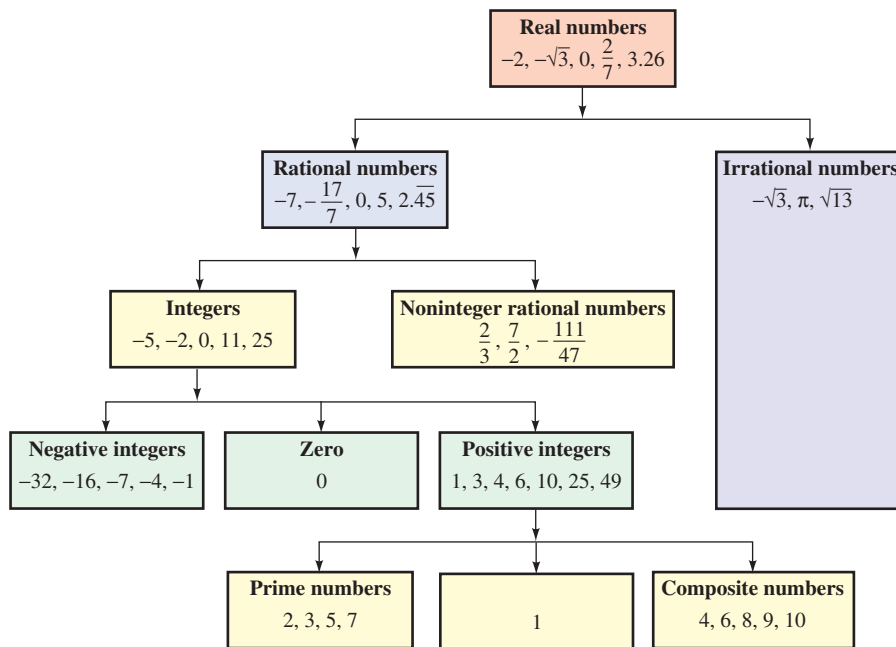 Real numbers
−2, −√3, 0, 2/7, 3.26
Rational numbers
−7, −17/7, 0, 5, 2.4̅5̅
Irrational numbers
−√3, π, √13
Integers
−5, −2, 0, 11, 25
Noninteger rational numbers
2/3, 7/2, −111/47
Negative integers
−32, −16, −7, −4, −1
Zero
0
Positive integers
1, 3, 4, 6, 10, 25, 49
Prime numbers
2, 3, 5, 7
1
Composite numbers
4, 6, 8, 9, 10